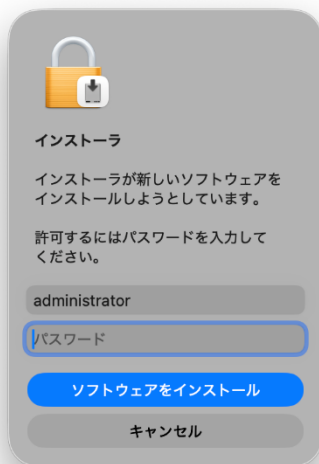 インストーラ
インストーラが新しいソフトウェアを
インストールしようとしています。
許可するにはパスワードを入力して
ください。
administrator
パスワード
ソフトウェアをインストール
キャンセル